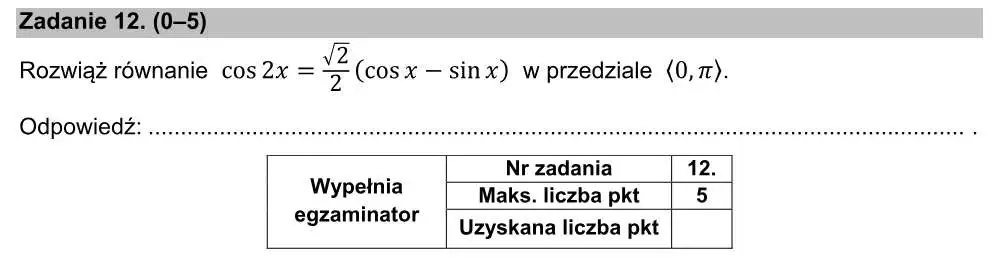 Zadanie 12. (0–5)
Rozwiąż równanie cos 2x = √2/2 (cos x − sin x) w przedziale ⟨0, π⟩.
Odpowiedź: ................................................................................................................................ .
Wypełnia egzaminator
Nr zadania 12.
Maks. liczba pkt 5
Uzyskana liczba pkt